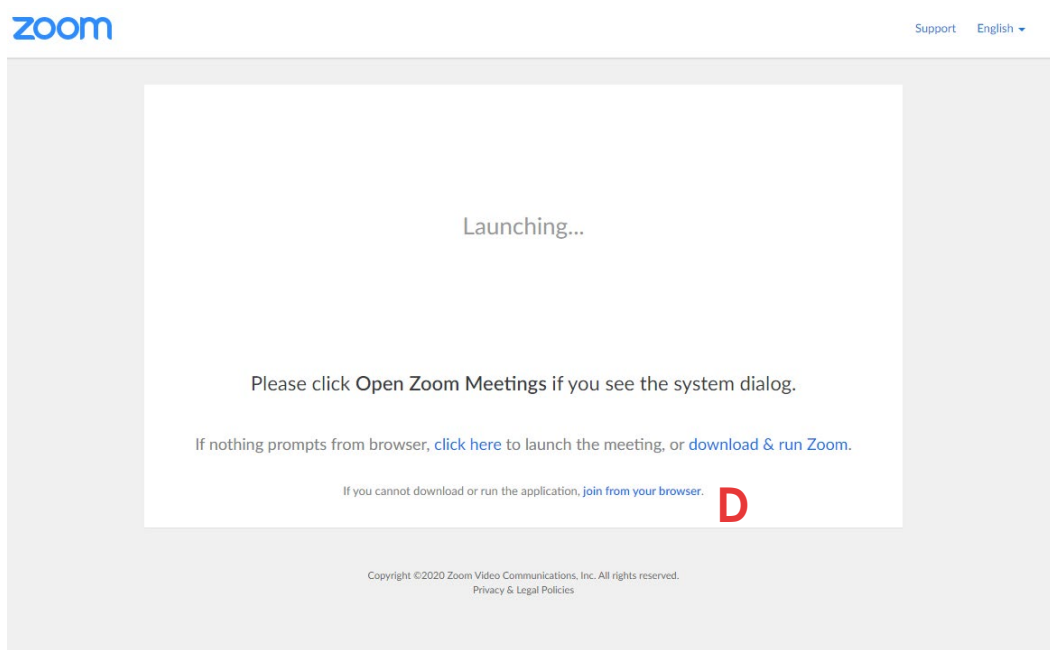 zoom
Support English
Launching...
Please click Open Zoom Meetings if you see the system dialog.
If nothing prompts from browser, click here to launch the meeting, or download & run Zoom.
If you cannot download or run the application, join from your browser.
D
Copyright ©2020 Zoom Video Communications, Inc. All rights reserved.
Privacy & Legal Policies